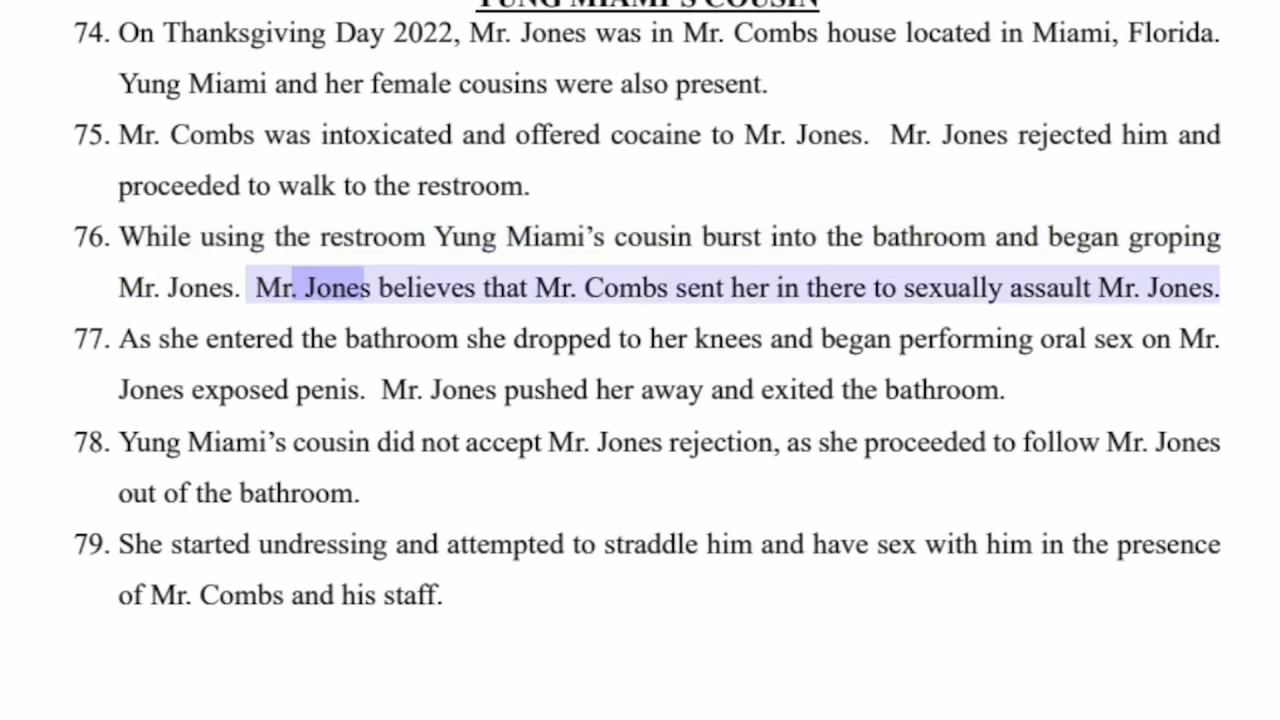 YUNG MIAMI'S COUSIN
74. On Thanksgiving Day 2022, Mr. Jones was in Mr. Combs house located in Miami, Florida.
Yung Miami and her female cousins were also present.
75. Mr. Combs was intoxicated and offered cocaine to Mr. Jones.  Mr. Jones rejected him and
proceeded to walk to the restroom.
76. While using the restroom Yung Miami’s cousin burst into the bathroom and began groping
Mr. Jones.  Mr. Jones believes that Mr. Combs sent her in there to sexually assault Mr. Jones.
77. As she entered the bathroom she dropped to her knees and began performing oral sex on Mr.
Jones exposed penis.  Mr. Jones pushed her away and exited the bathroom.
78. Yung Miami’s cousin did not accept Mr. Jones rejection, as she proceeded to follow Mr. Jones
out of the bathroom.
79. She started undressing and attempted to straddle him and have sex with him in the presence
of Mr. Combs and his staff.